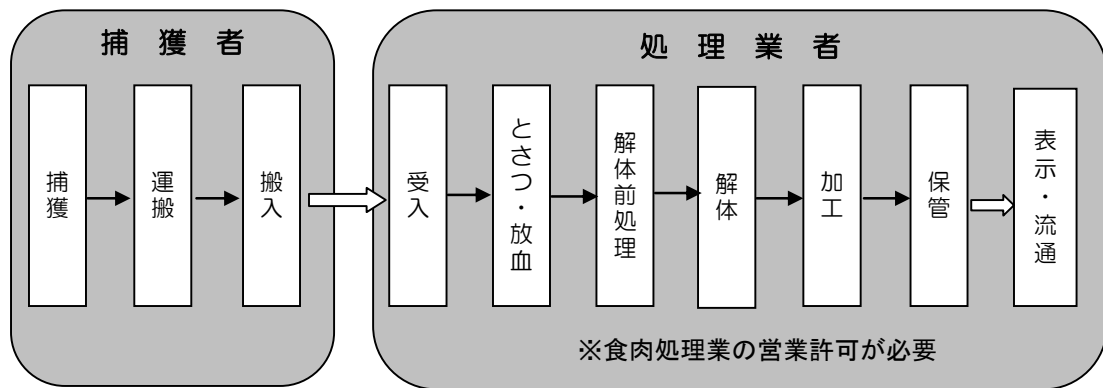 捕獲者
捕獲
運搬
搬入
処理業者
受入
とさつ・放血
解体前処理
解体
加工
保管
表示・流通
※食肉処理業の営業許可が必要